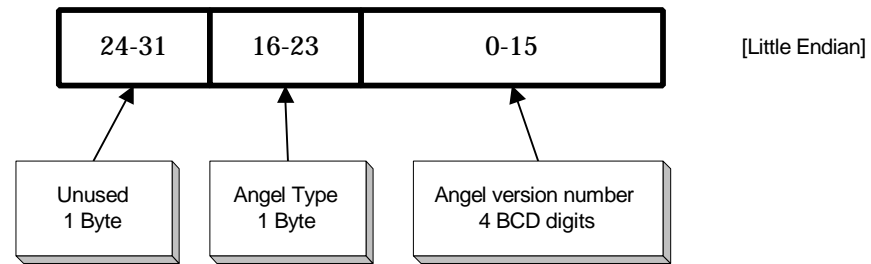 24-31 16-23 0-15 [Little Endian]
Unused
1 Byte
Angel Type
1 Byte
Angel version number
4 BCD digits